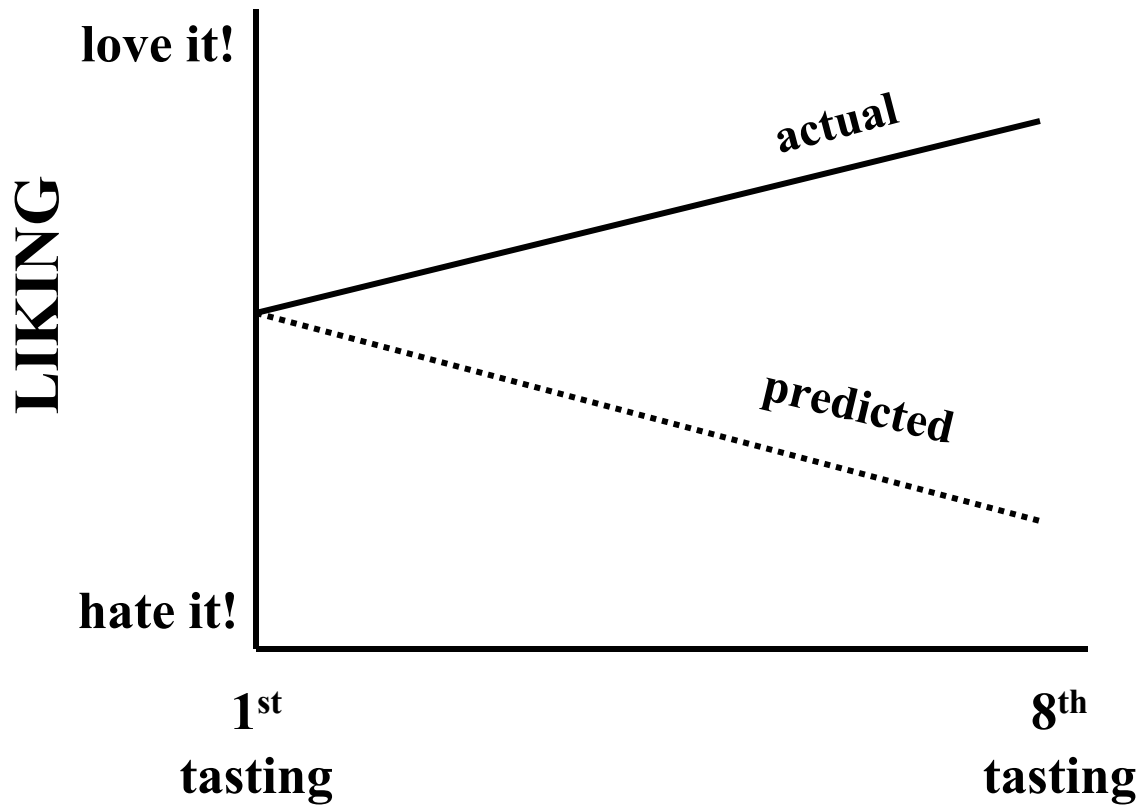 love it!
actual
LIKING
predicted
hate it!
1st
tasting
8th
tasting